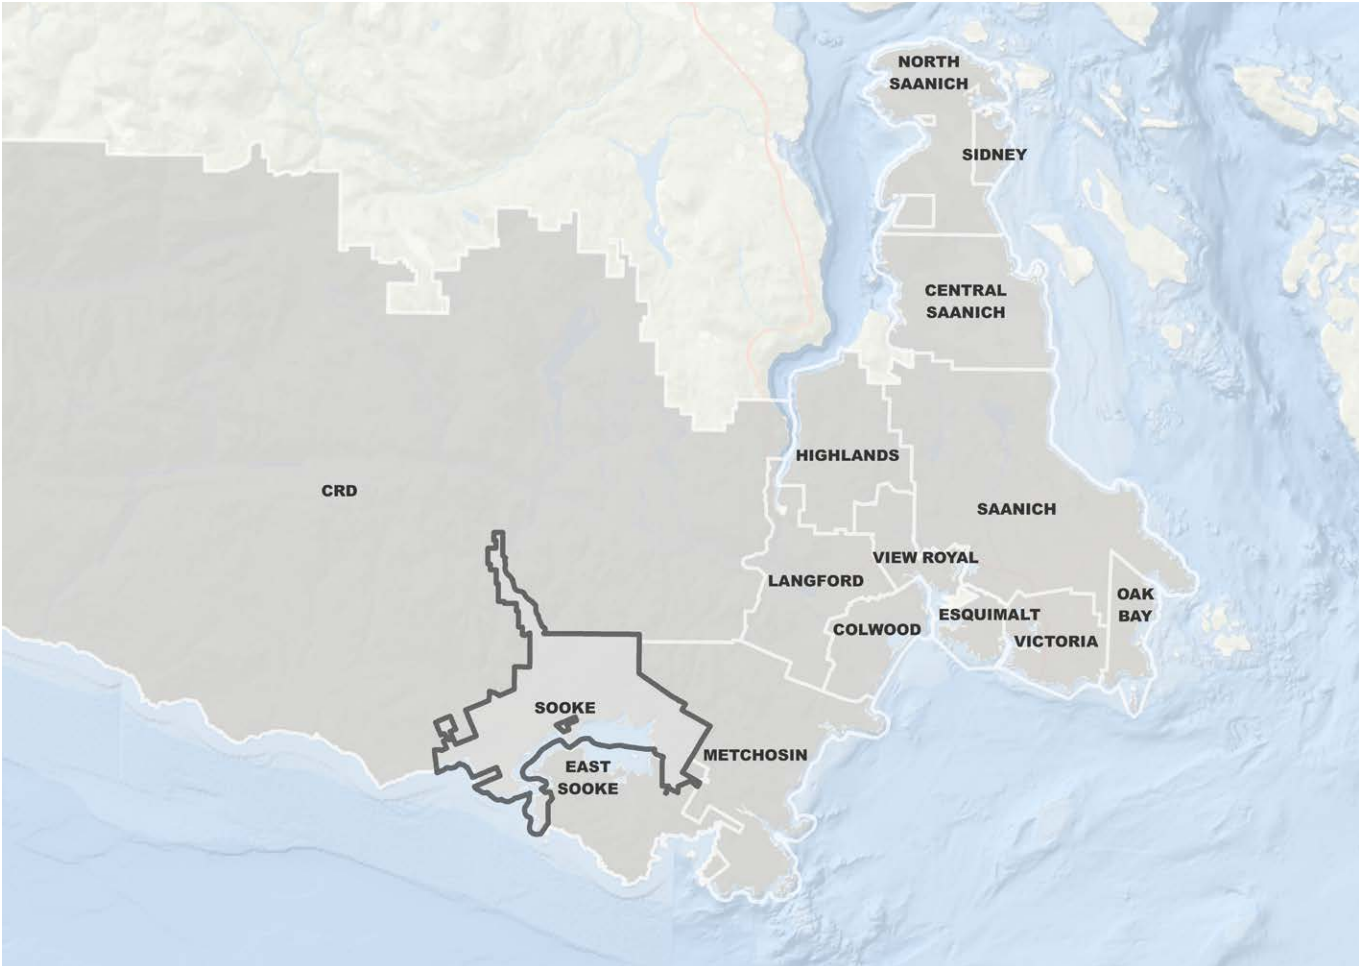 NORTH
SAANICH
SIDNEY
CENTRAL
SAANICH
HIGHLANDS
CRD
SAANICH
VIEW ROYAL
LANGFORD
OAK
BAY
ESQUIMALT
COLWOOD
VICTORIA
SOOKE
METCHOSIN
EAST
SOOKE